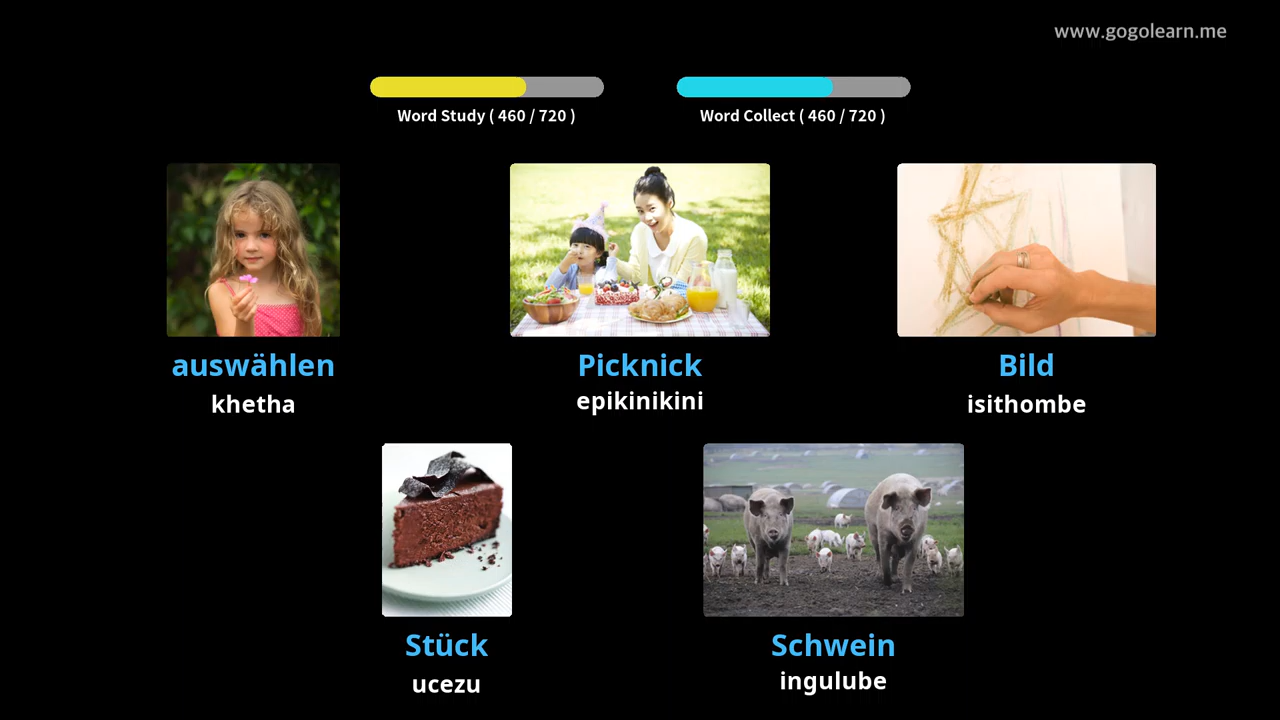 www.gogolearn.me
Word Study ( 460 / 720 )
Word Collect ( 460 / 720 )
auswählen
khetha
Picknick
epikinikini
Bild
isithombe
Stück
ucezu
Schwein
ingulube